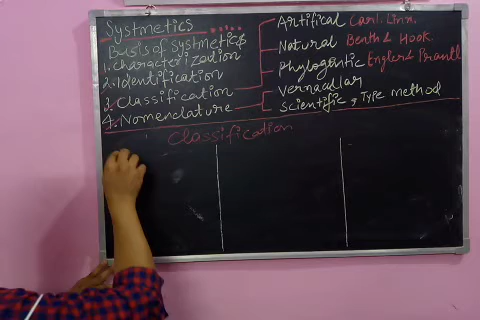 Systmetics
Basis of Systmetics
1. Characterization
2. Identification
3. Classification
4. Nomenclature
Artifical Carl. Linn.
Natural Benth & Hook.
Phylogentic Engler & Prantl
Vernacular
Scientific, Type method
Classification